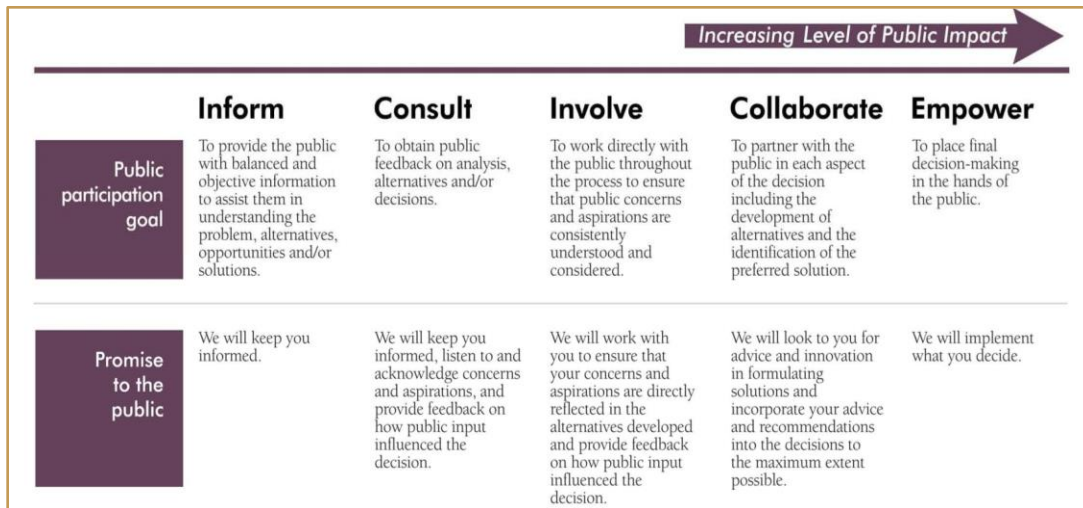 Increasing Level of Public Impact
Inform
Consult
Involve
Collaborate
Empower
Public
participation
goal
To provide the public
with balanced and
objective information
to assist them in
understanding the
problem, alternatives,
opportunities and/or
solutions.
To obtain public
feedback on analysis,
alternatives and/or
decisions.
To work directly with
the public throughout
the process to ensure
that public concerns
and aspirations are
consistently
understood and
considered.
To partner with the
public in each aspect
of the decision
including the
development of
alternatives and the
identification of the
preferred solution.
To place final
decision-making
in the hands of
the public.
Promise
to the
public
We will keep you
informed.
We will keep you
informed, listen to and
acknowledge concerns
and aspirations, and
provide feedback on
how public input
influenced the
decision.
We will work with
you to ensure that
your concerns and
aspirations are directly
reflected in the
alternatives developed
and provide feedback
on how public input
influenced the
decision.
We will look to you for
advice and innovation
in formulating
solutions and
incorporate your advice
and recommendations
into the decisions to
the maximum extent
possible.
We will implement
what you decide.